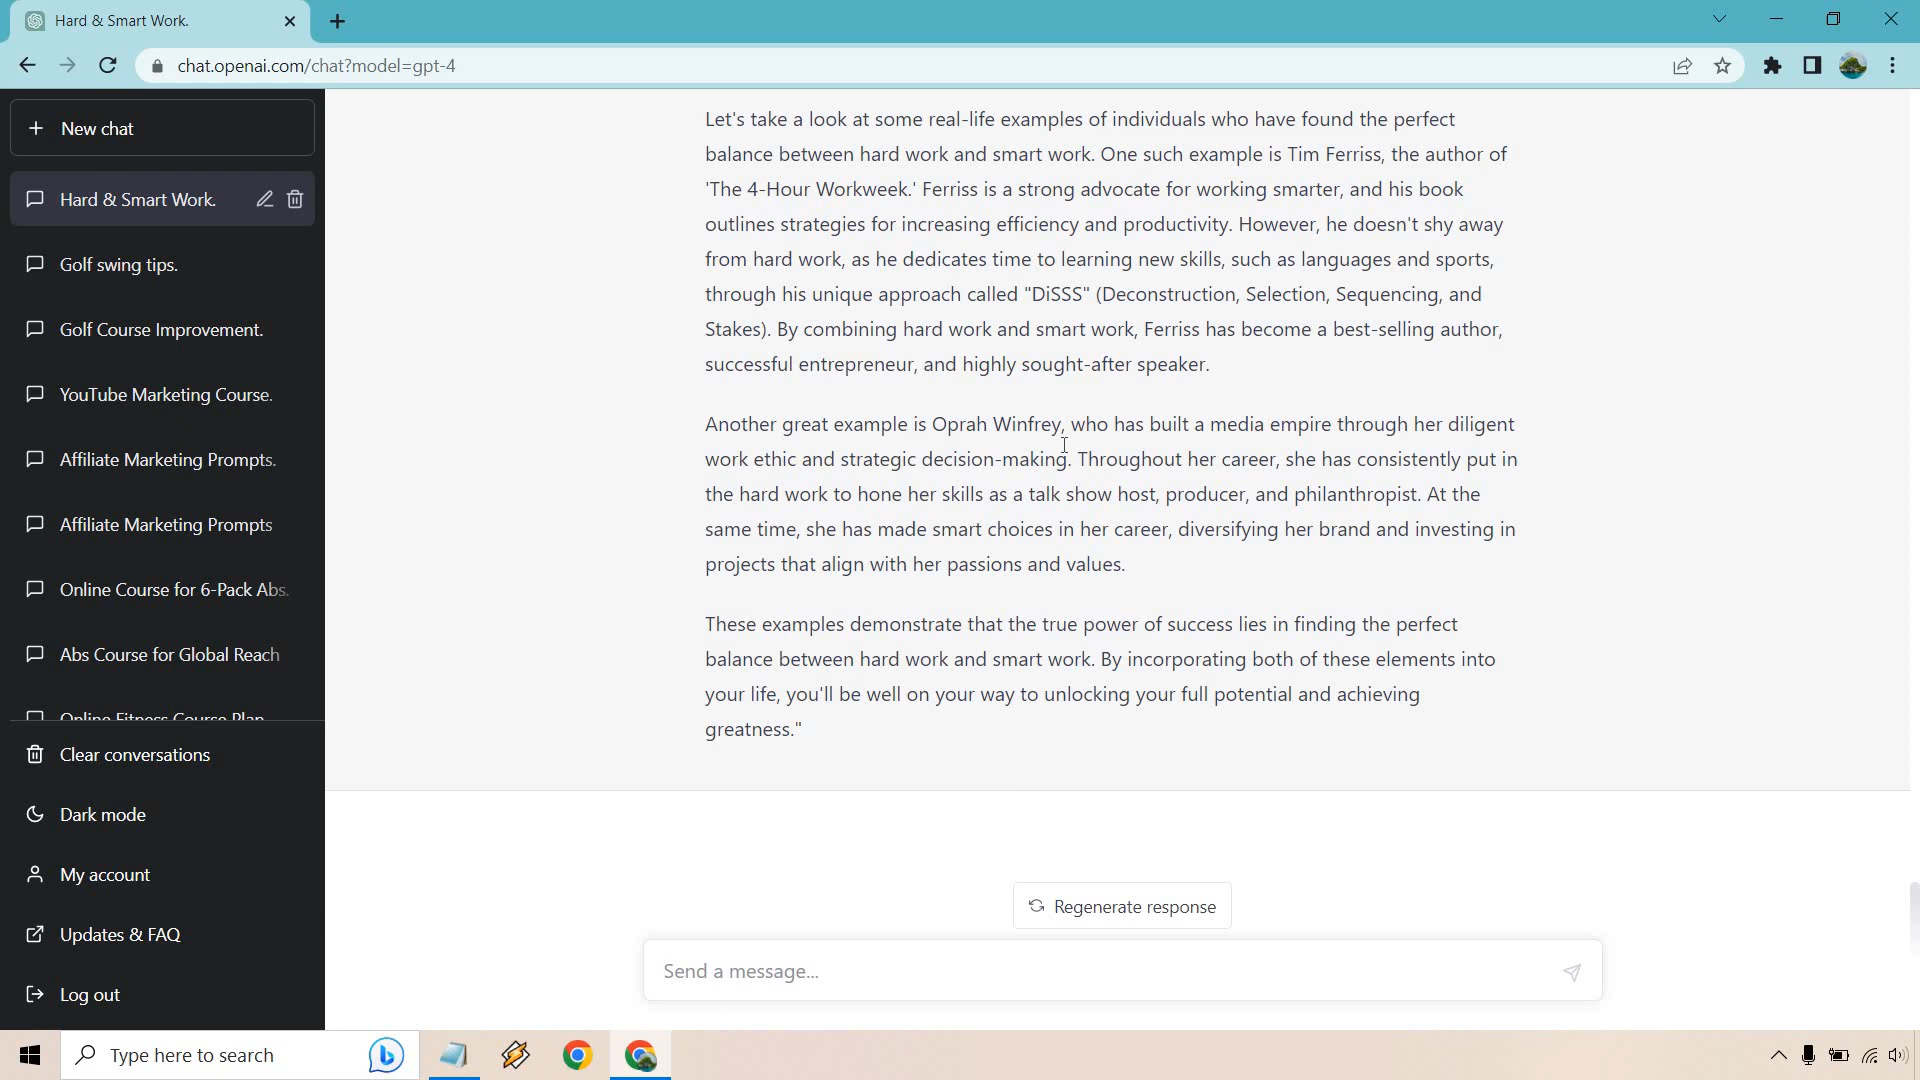 Hard & Smart Work.
chat.openai.com/chat?model=gpt-4
New chat
Hard & Smart Work.
Golf swing tips.
Golf Course Improvement.
YouTube Marketing Course.
Affiliate Marketing Prompts.
Affiliate Marketing Prompts
Online Course for 6-Pack Abs.
Abs Course for Global Reach
Online Fitness Course Plan
Clear conversations
Dark mode
My account
Updates & FAQ
Log out
Let's take a look at some real-life examples of individuals who have found the perfect
balance between hard work and smart work. One such example is Tim Ferriss, the author of
'The 4-Hour Workweek.' Ferriss is a strong advocate for working smarter, and his book
outlines strategies for increasing efficiency and productivity. However, he doesn't shy away
from hard work, as he dedicates time to learning new skills, such as languages and sports,
through his unique approach called "DiSSS" (Deconstruction, Selection, Sequencing, and
Stakes). By combining hard work and smart work, Ferriss has become a best-selling author,
successful entrepreneur, and highly sought-after speaker.
Another great example is Oprah Winfrey, who has built a media empire through her diligent
work ethic and strategic decision-making. Throughout her career, she has consistently put in
the hard work to hone her skills as a talk show host, producer, and philanthropist. At the
same time, she has made smart choices in her career, diversifying her brand and investing in
projects that align with her passions and values.
These examples demonstrate that the true power of success lies in finding the perfect
balance between hard work and smart work. By incorporating both of these elements into
your life, you'll be well on your way to unlocking your full potential and achieving
greatness."
Regenerate response
Send a message...
Type here to search